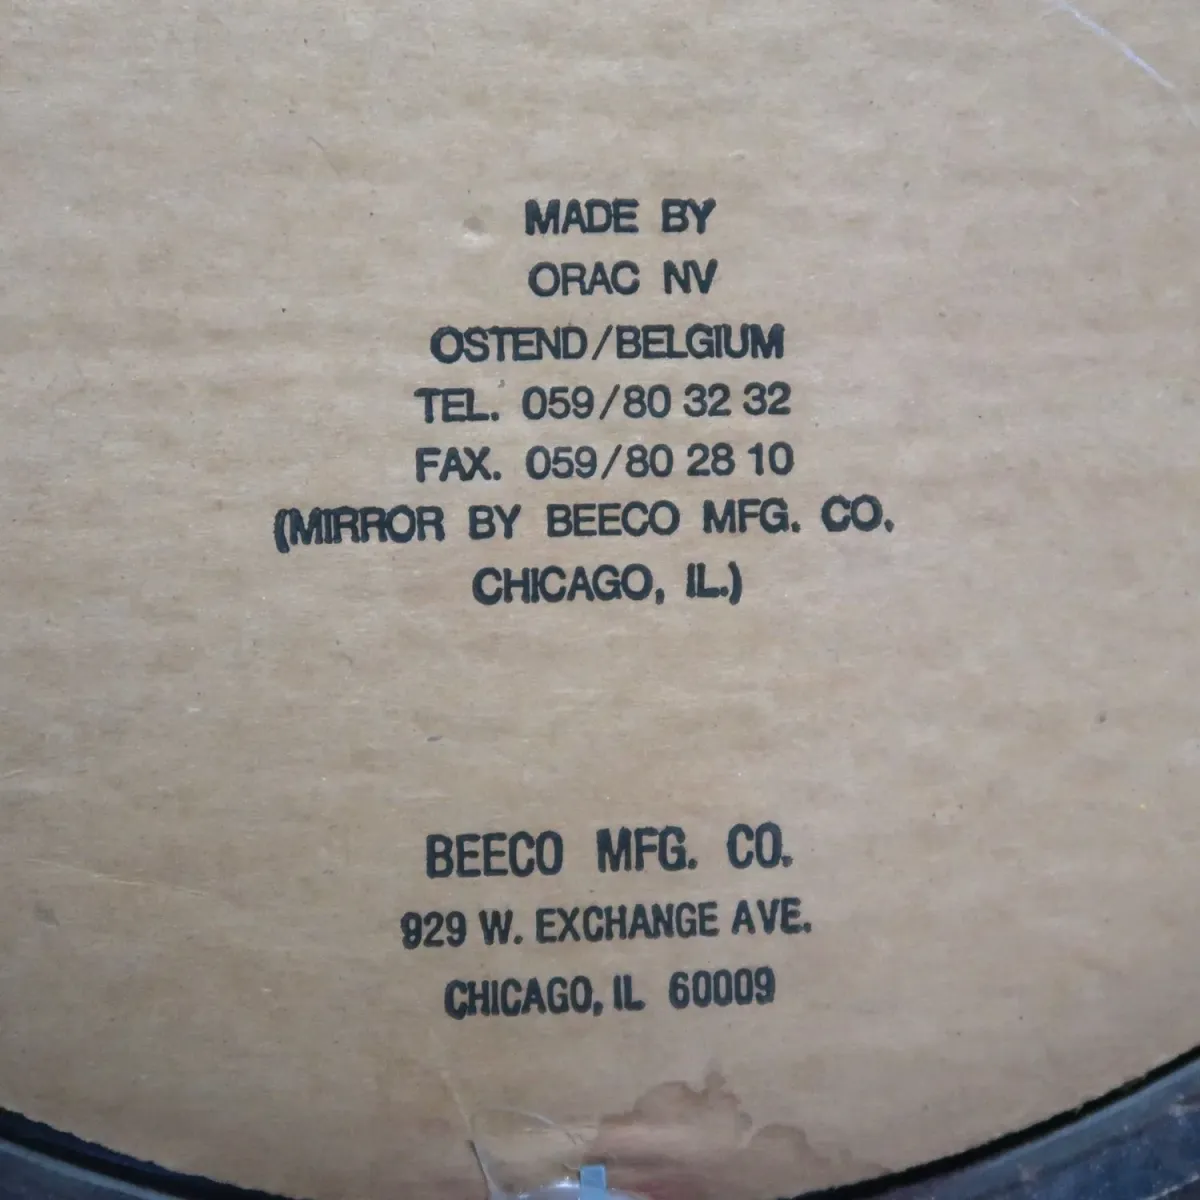 MADE BY
ORAC NV
OSTEND/BELGIUM
TEL. 059/80 32 32
FAX. 059/80 28 10
(MIRROR BY BEECO MFG. CO.
CHICAGO, IL.)
BEECO MFG. CO.
929 W. EXCHANGE AVE.
CHICAGO, IL 60009